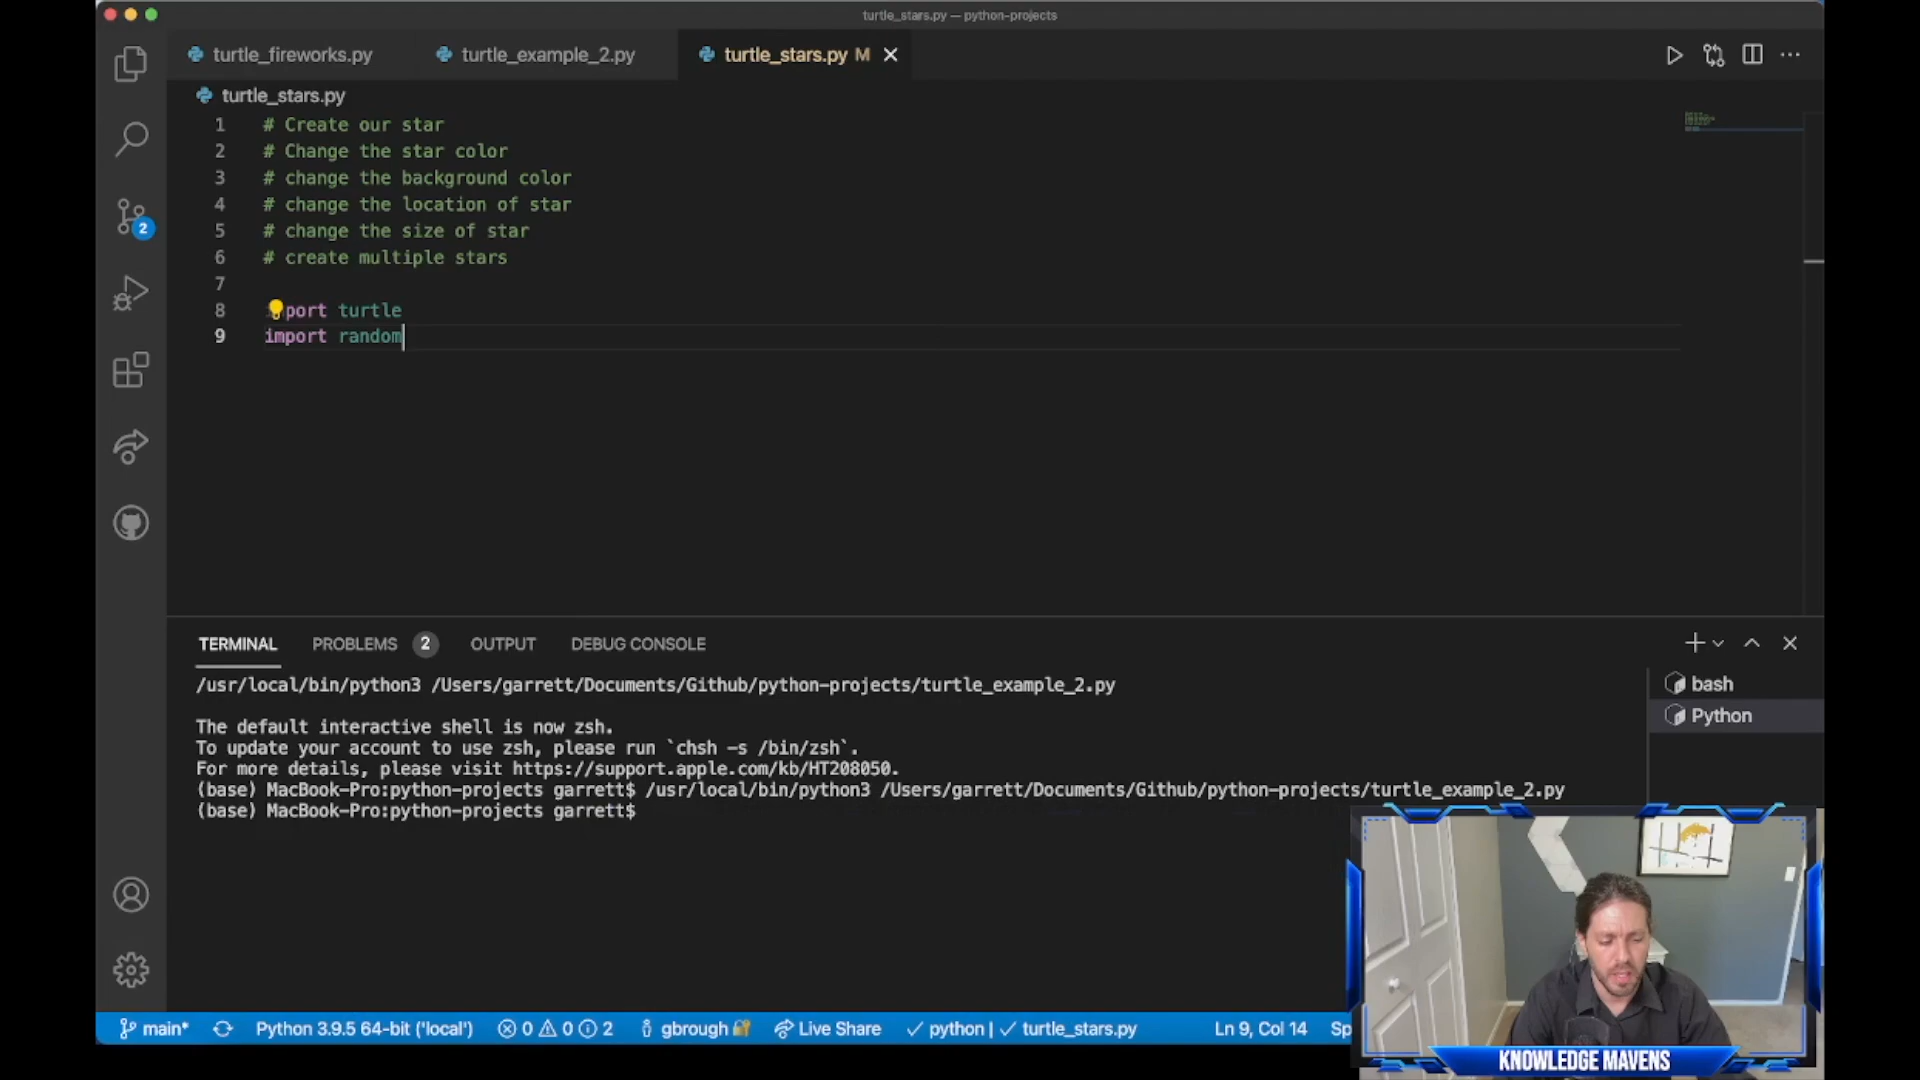 turtle_stars.py — python-projects
turtle_fireworks.py turtle_example_2.py turtle_stars.py M
turtle_stars.py
1 # Create our star
2 # Change the star color
3 # change the background color
4 # change the location of star
5 # change the size of star
6 # create multiple stars
7
8 port turtle
9 import random
2
TERMINAL PROBLEMS 2 OUTPUT DEBUG CONSOLE
/usr/local/bin/python3 /Users/garrett/Documents/Github/python-projects/turtle_example_2.py
The default interactive shell is now zsh.
To update your account to use zsh, please run `chsh -s /bin/zsh`.
For more details, please visit https://support.apple.com/kb/HT208050.
(base) MacBook-Pro:python-projects garrett$ /usr/local/bin/python3 /Users/garrett/Documents/Github/python-projects/turtle_example_2.py
(base) MacBook-Pro:python-projects garrett$
bash
Python
main* Python 3.9.5 64-bit ('local') 0 0 2 gbrough Live Share python | turtle_stars.py Ln 9, Col 14 Sp
KNOWLEDGE MAVENS